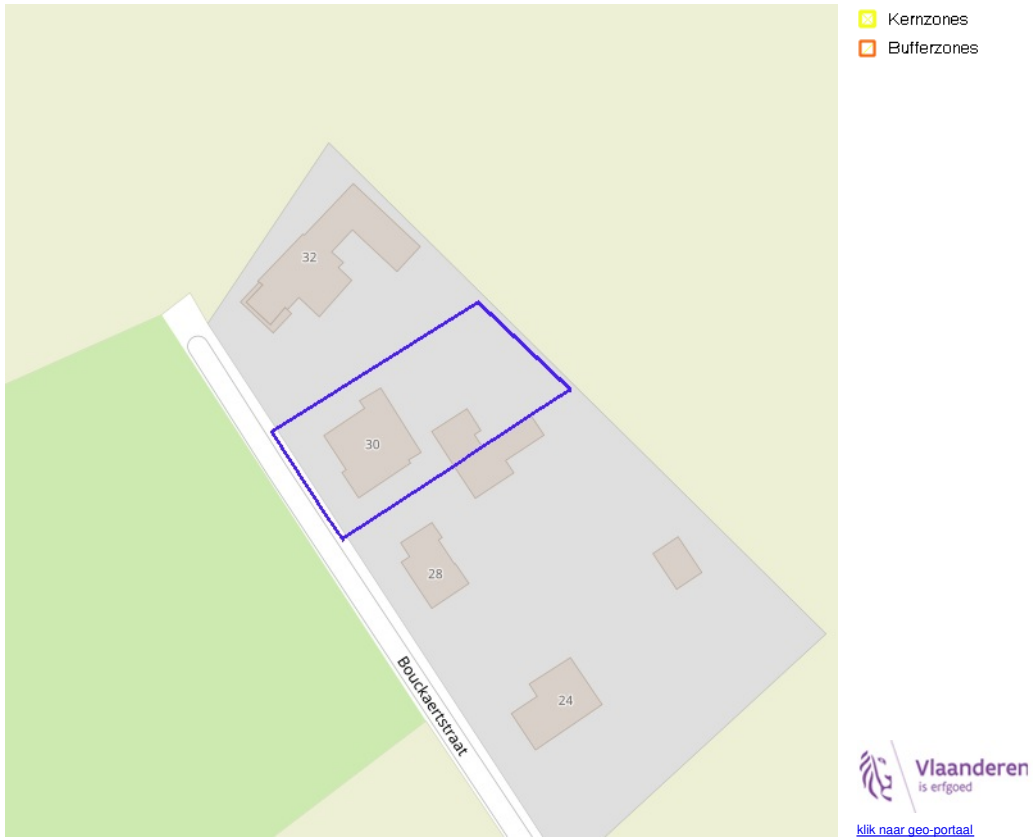 Kernzones
Bufferzones
32
30
28
24
Bouckaertstraat
Vlaanderen
is erfgoed
klik naar geo-portaal